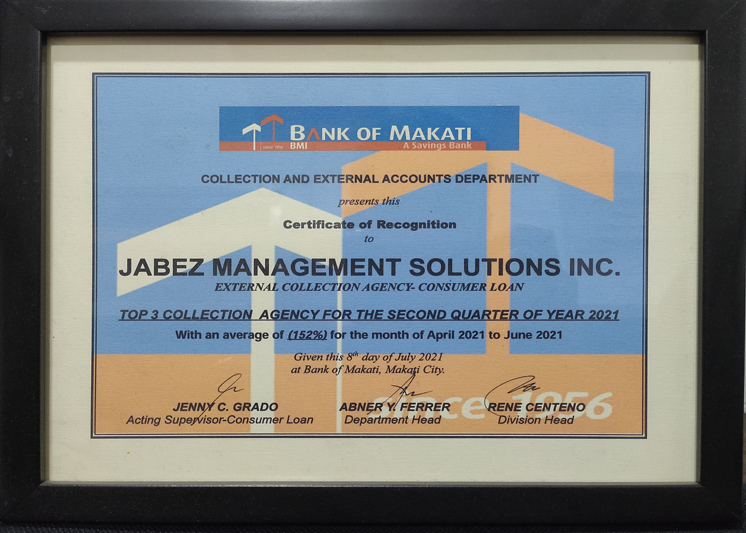 BANK OF MAKATI
since 1956 BMI A Savings Bank
COLLECTION AND EXTERNAL ACCOUNTS DEPARTMENT
presents this
Certificate of Recognition
to
JABEZ MANAGEMENT SOLUTIONS INC.
EXTERNAL COLLECTION AGENCY- CONSUMER LOAN
TOP 3 COLLECTION AGENCY FOR THE SECOND QUARTER OF YEAR 2021
With an average of (152%) for the month of April 2021 to June 2021
Given this 8th day of July 2021
at Bank of Makati, Makati City.
since 1956
JENNY C. GRADO ABNER Y. FERRER RENE CENTENO
Acting Supervisor-Consumer Loan Department Head Division Head